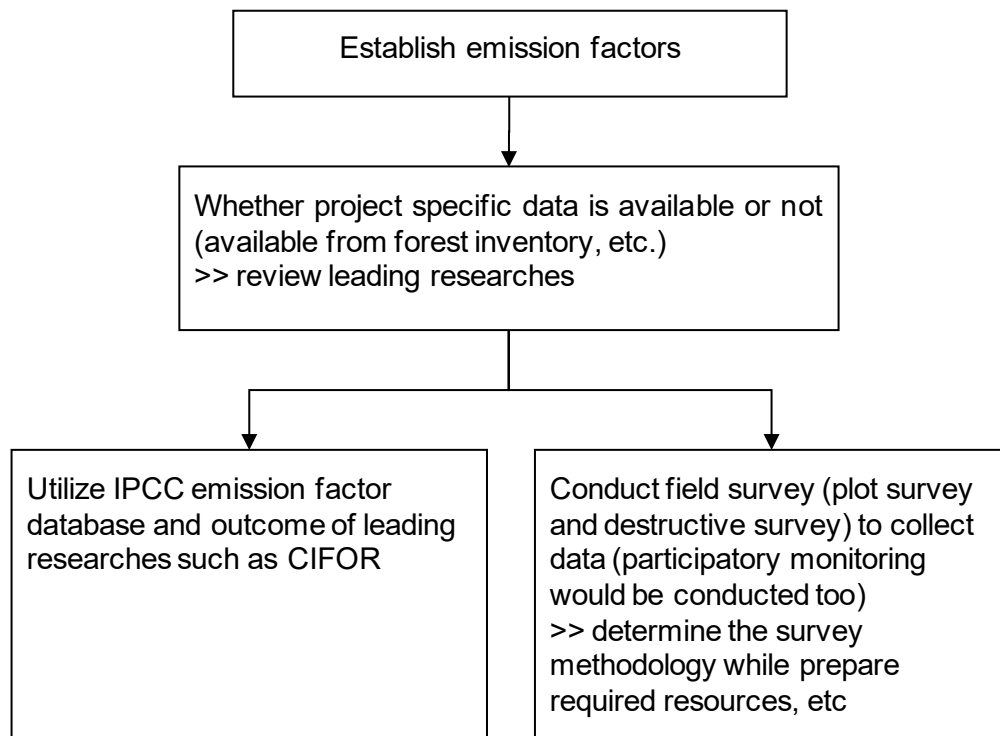 Establish emission factors
Whether project specific data is available or not
(available from forest inventory, etc.)
>> review leading researches
Utilize IPCC emission factor
database and outcome of leading
researches such as CIFOR
Conduct field survey (plot survey
and destructive survey) to collect
data (participatory monitoring
would be conducted too)
>> determine the survey
methodology while prepare
required resources, etc